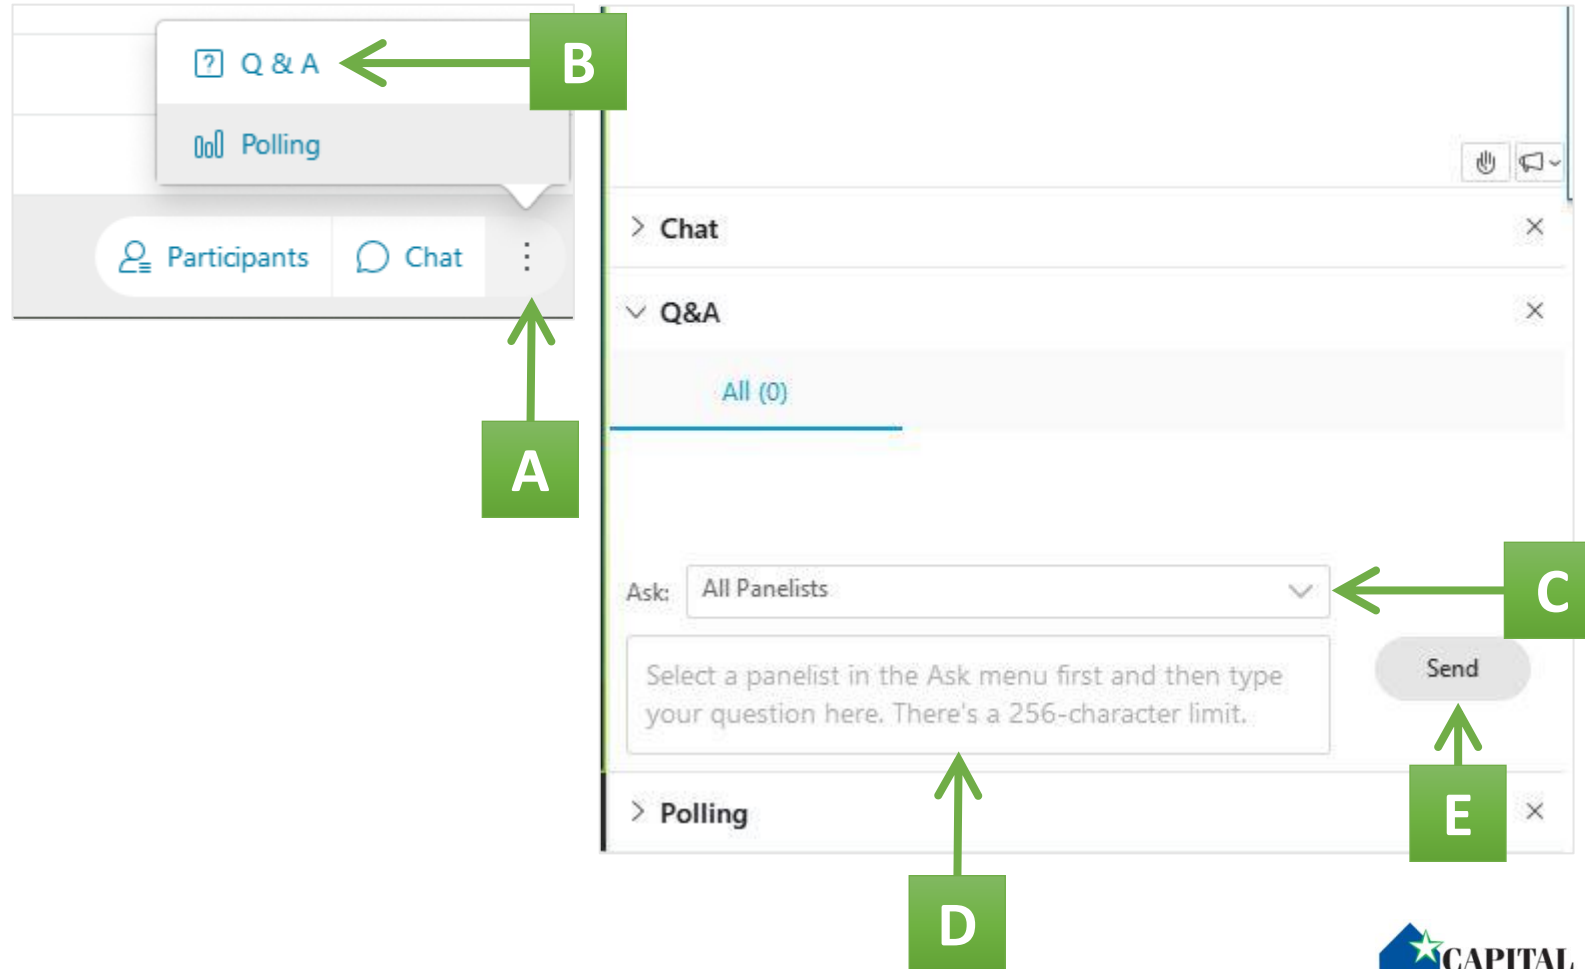 Q & A
B
Polling
Participants
Chat
A
Chat
Q&A
All (0)
Ask:
All Panelists
C
Select a panelist in the Ask menu first and then type
your question here. There's a 256-character limit.
Send
E
Polling
D
CAPITAL